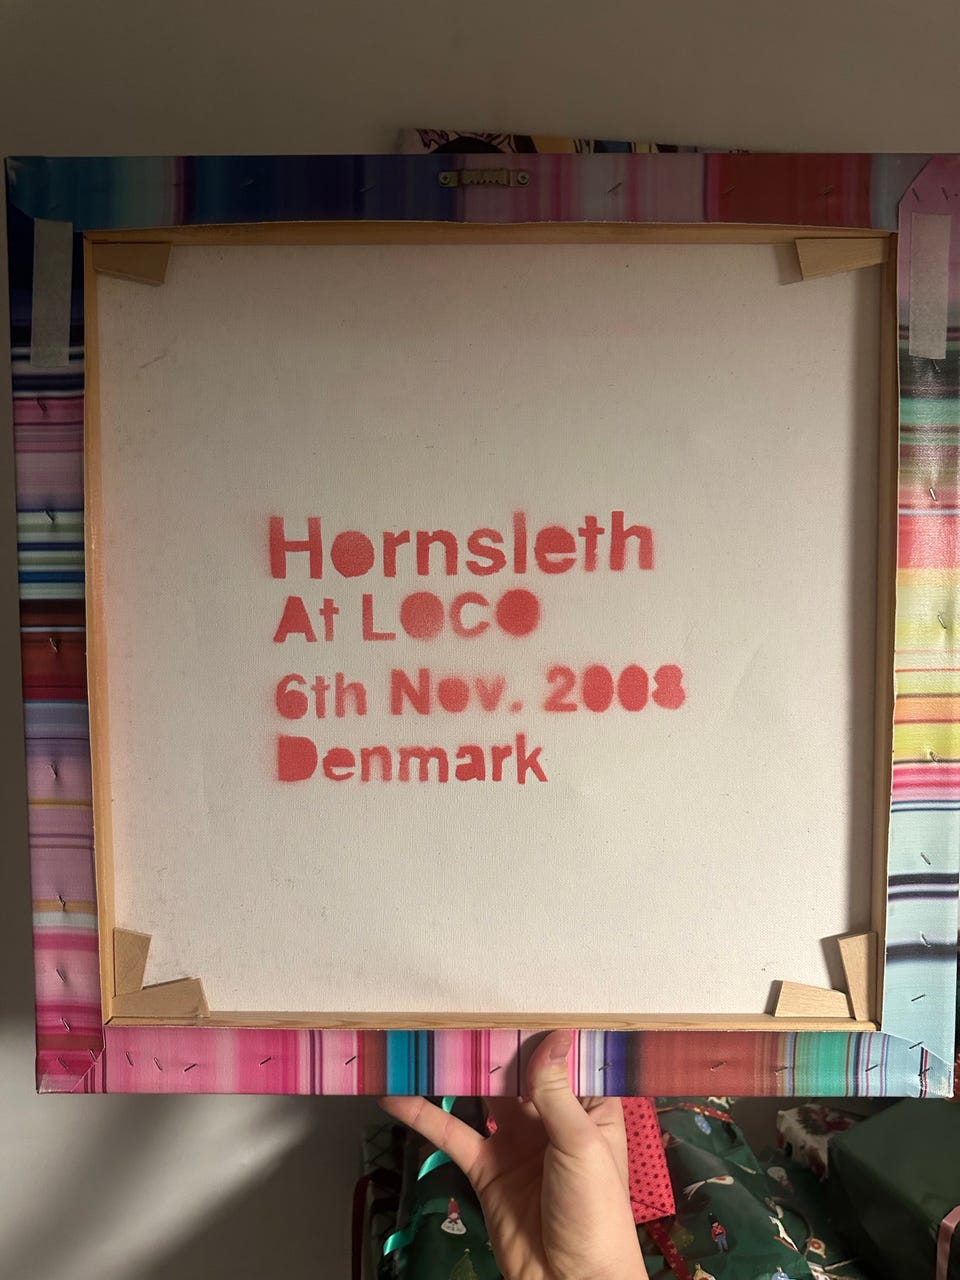 Hornsleth
At LOCO
6th Nov. 2008
Denmark